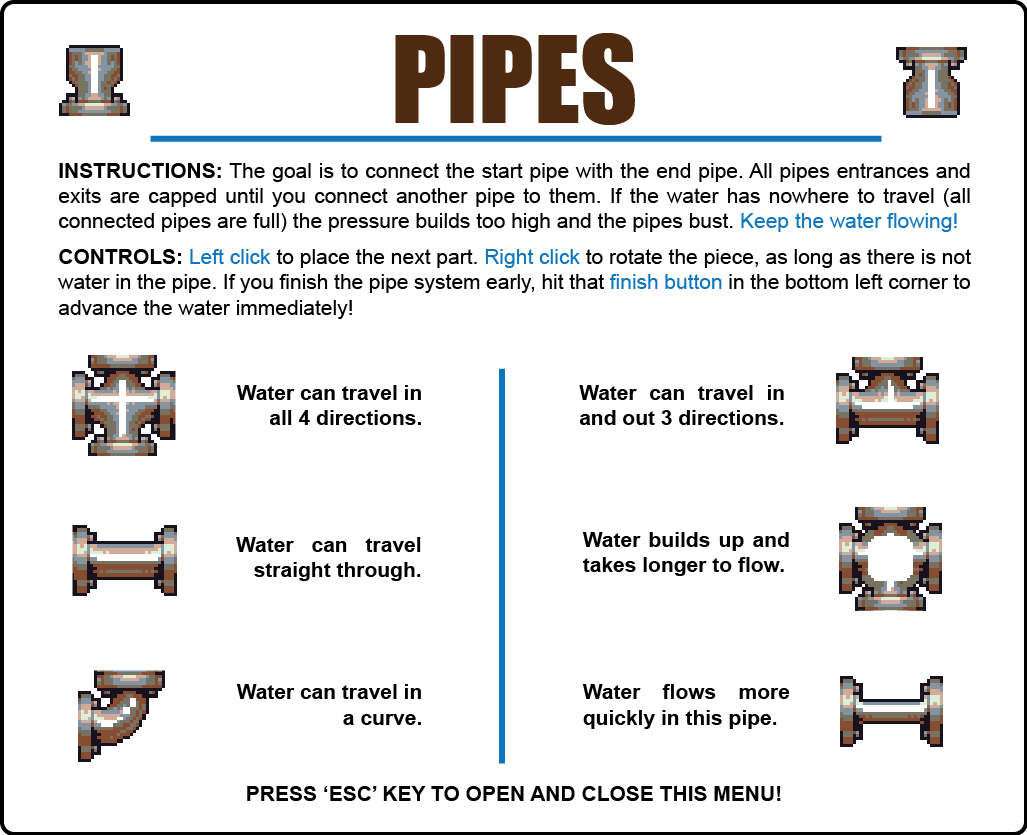 PIPES
INSTRUCTIONS: The goal is to connect the start pipe with the end pipe. All pipes entrances and
exits are capped until you connect another pipe to them. If the water has nowhere to travel (all
connected pipes are full) the pressure builds too high and the pipes bust. Keep the water flowing!
CONTROLS: Left click to place the next part. Right click to rotate the piece, as long as there is not
water in the pipe. If you finish the pipe system early, hit that finish button in the bottom left corner to
advance the water immediately!
Water can travel in
all 4 directions.
Water can travel in
and out 3 directions.
Water can travel
straight through.
Water builds up and
takes longer to flow.
Water can travel in
a curve.
Water flows more
quickly in this pipe.
PRESS ‘ESC’ KEY TO OPEN AND CLOSE THIS MENU!